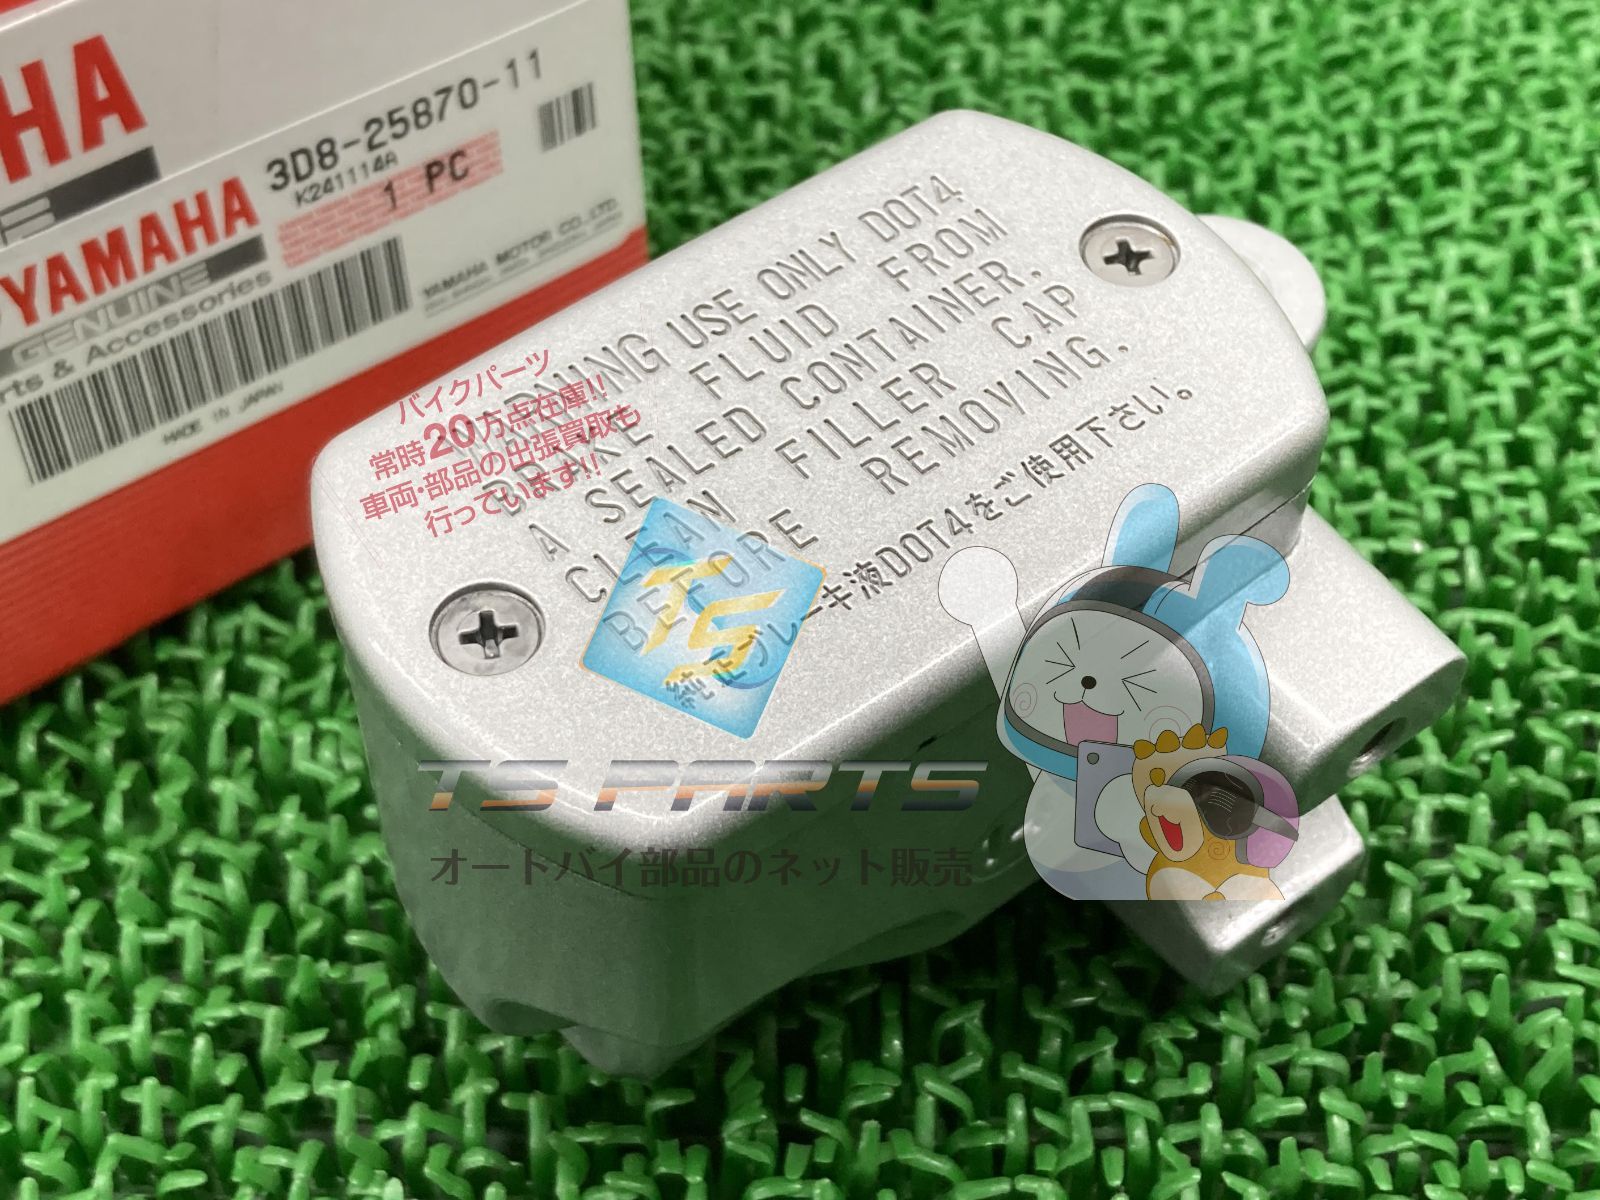 AHA
3D8-25870-11
K241114A
1 PC
YAMAHA
GENUINE
rts & Accessories
YAMAHA MOTOR CO., LTD.
MADE IN JAPAN
WARNING USE ONLY DOT4
BRAKE FLUID FROM
A SEALED CONTAINER.
CLEAN FILLER CAP
BEFORE REMOVING.
純正ブレーキ液DOT4をご使用下さい。
バイクパーツ
常時20万点在庫!!
車両・部品の出張買取も
行っています!!
TS
TS PARTS
オートバイ部品のネット販売